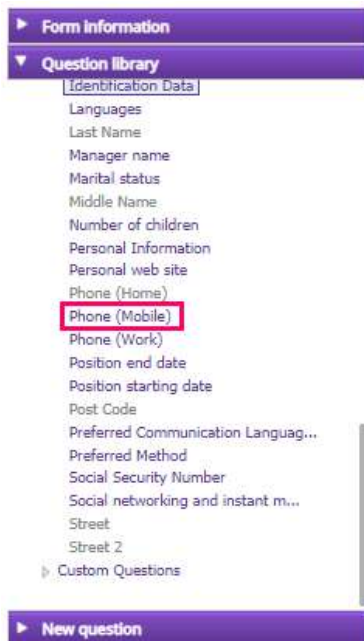 Form information
Question library
Identification Data
Languages
Last Name
Manager name
Marital status
Middle Name
Number of children
Personal Information
Personal web site
Phone (Home)
Phone (Mobile)
Phone (Work)
Position end date
Position starting date
Post Code
Preferred Communication Languag...
Preferred Method
Social Security Number
Social networking and instant m...
Street
Street 2
Custom Questions
New question